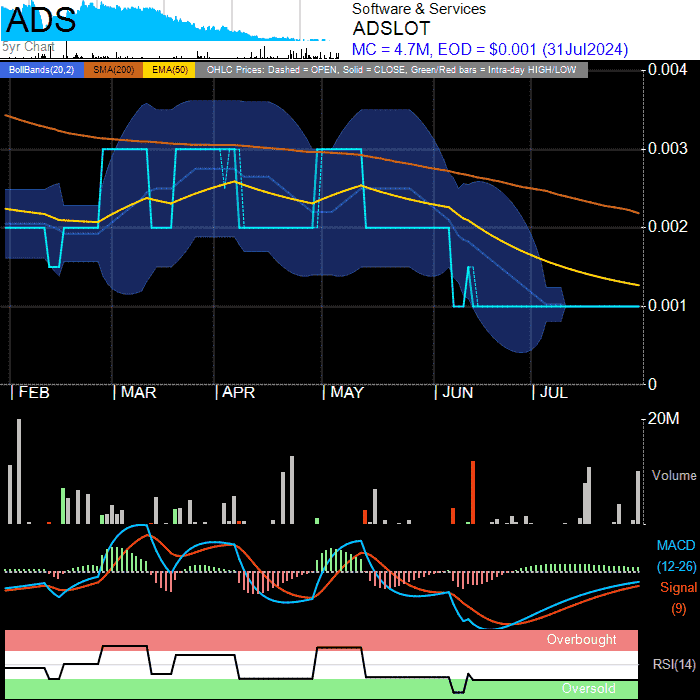 ADS
5yr Chart
Software & Services
ADSLOT
MC = 4.7M, EOD = $0.001 (31Jul2024)
BollBands(20,2) SMA(200) EMA(50) OHLC Prices: Dashed = OPEN, Solid = CLOSE, Green/Red bars = Intra-day HIGH/LOW
0.004
0.003
0.002
0.001
0
FEB MAR APR MAY JUN JUL
20M
Volume
MACD
(12-26)
Signal
(9)
Overbought
RSI(14)
Oversold